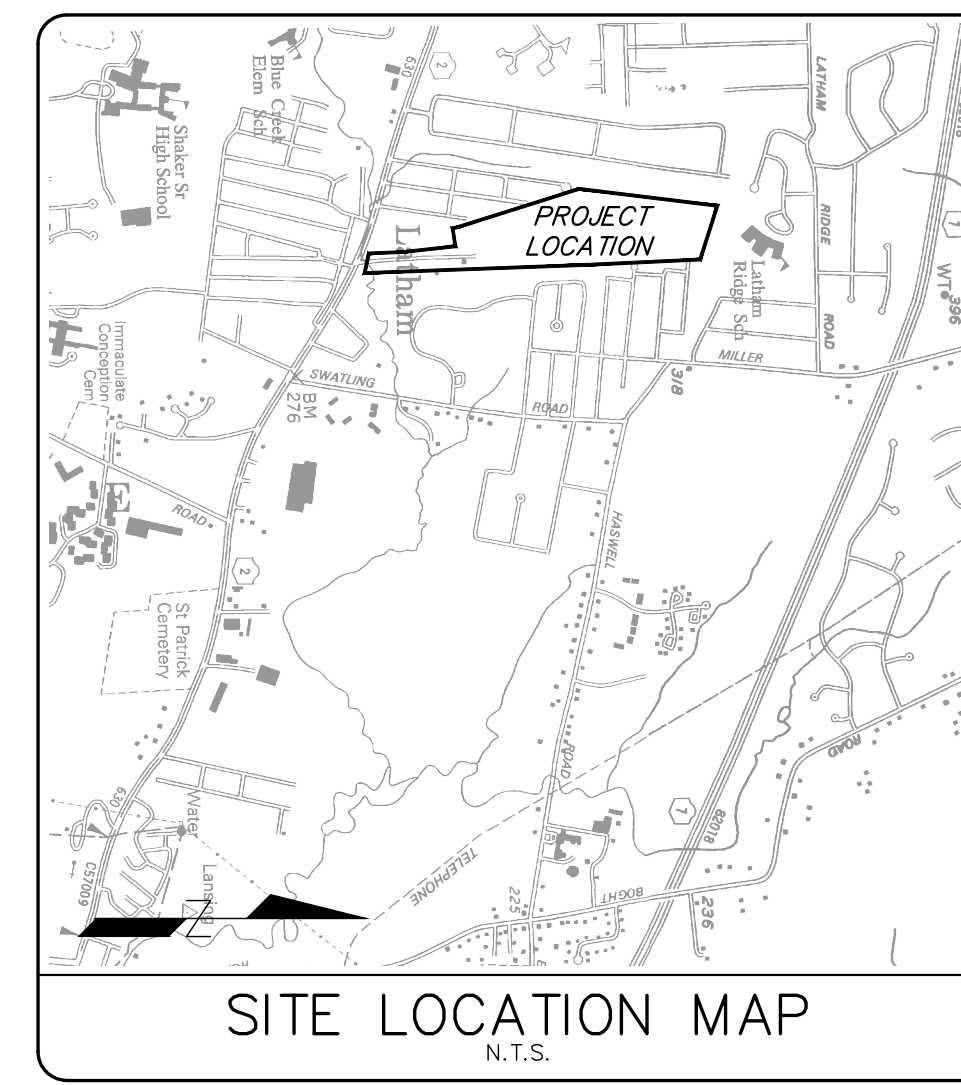 630
2
Blue Creek
Elem Sch
Shaker Sr
High School
LATHAM
RIDGE
ROAD
PROJECT
LOCATION
Latham
Latham
Ridge Sch
7
WT 396
MILLER
318
SWATLING
ROAD
BM
276
Immaculate
Conception
Cem
ROAD
HASWELL
ROAD
2
St Patrick
Cemetery
ROAD
7
82018
630
Water
Lansing
C57009
TELEPHONE
225
BOGHT
236
SITE LOCATION MAP
N.T.S.